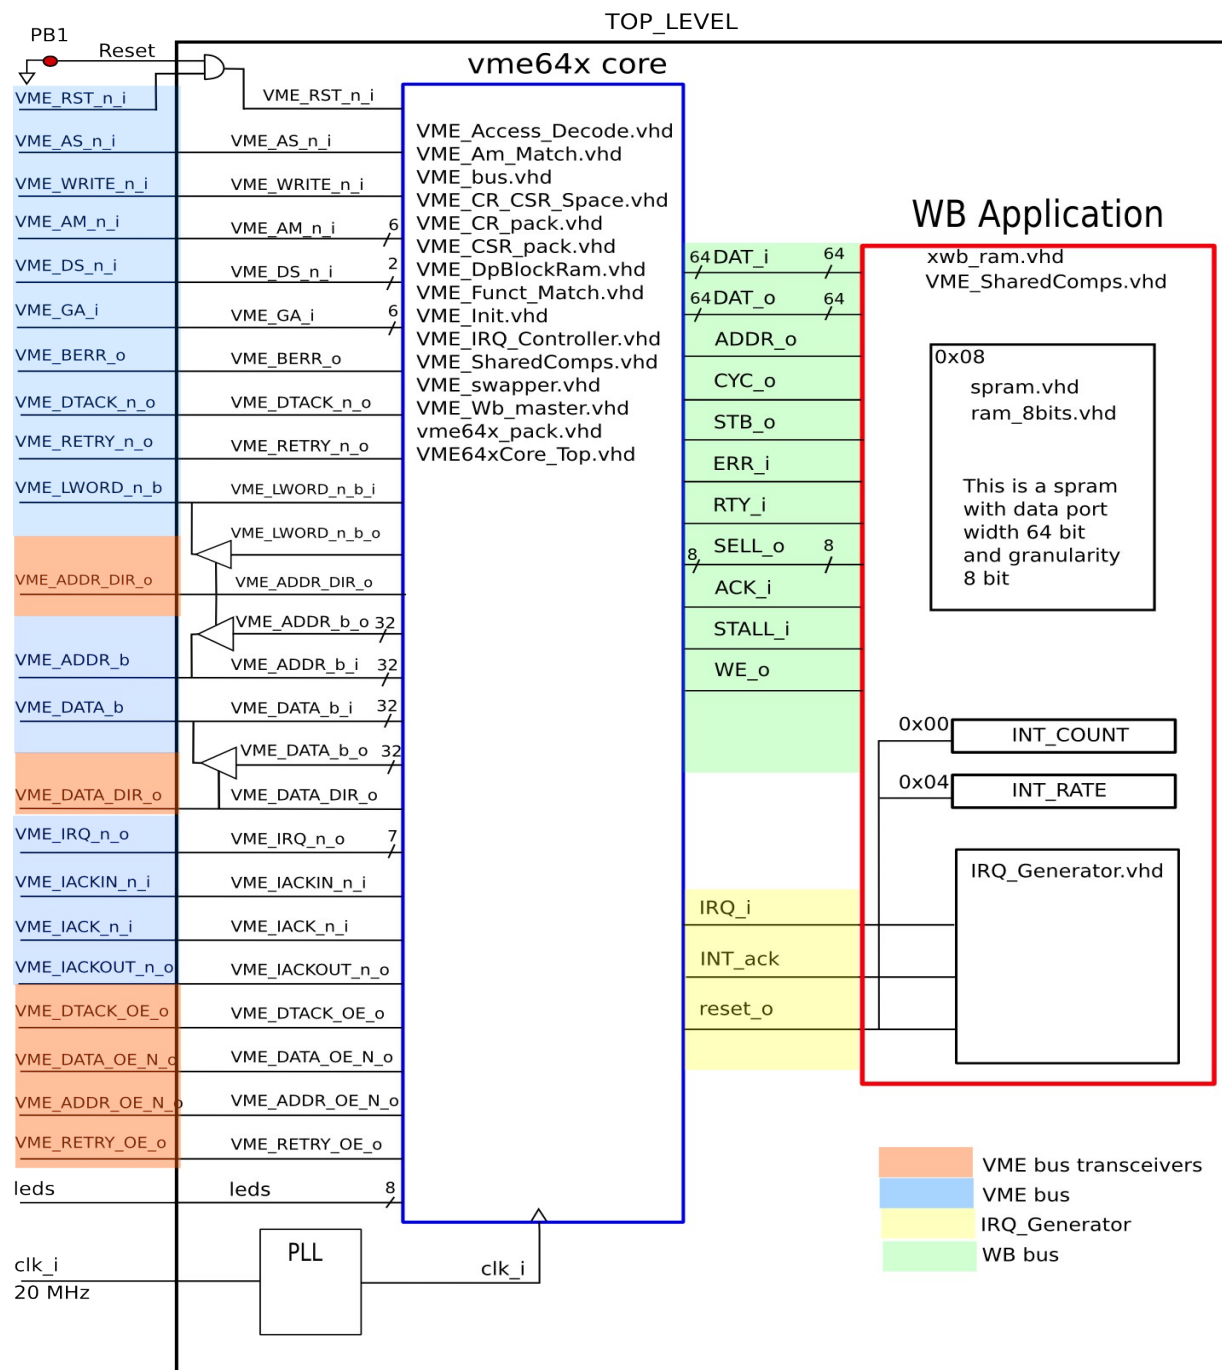 TOP_LEVEL
PB1
Reset
vme64x core
VME_RST_n_i
VME_AS_n_i
VME_WRITE_n_i
VME_AM_n_i
VME_DS_n_i
VME_GA_i
VME_BERR_o
VME_DTACK_n_o
VME_RETRY_n_o
VME_LWORD_n_b
VME_ADDR_DIR_o
VME_ADDR_b
VME_DATA_b
VME_DATA_DIR_o
VME_IRQ_n_o
VME_IACKIN_n_i
VME_IACK_n_i
VME_IACKOUT_n_o
VME_DTACK_OE_o
VME_DATA_OE_N_o
VME_ADDR_OE_N_o
VME_RETRY_OE_o
leds
clk_i
20 MHz
VME_RST_n_i
VME_AS_n_i
VME_WRITE_n_i
VME_AM_n_i 6
VME_DS_n_i 2
VME_GA_i 6
VME_BERR_o
VME_DTACK_n_o
VME_RETRY_n_o
VME_LWORD_n_b_i
VME_LWORD_n_b_o
VME_ADDR_DIR_o
VME_ADDR_b_o 32
VME_ADDR_b_i 32
VME_DATA_b_i 32
VME_DATA_b_o 32
VME_DATA_DIR_o
VME_IRQ_n_o 7
VME_IACKIN_n_i
VME_IACK_n_i
VME_IACKOUT_n_o
VME_DTACK_OE_o
VME_DATA_OE_N_o
VME_ADDR_OE_N_o
VME_RETRY_OE_o
leds 8
PLL
clk_i
VME_Access_Decode.vhd
VME_Am_Match.vhd
VME_bus.vhd
VME_CR_CSR_Space.vhd
VME_CR_pack.vhd
VME_CSR_pack.vhd
VME_DpBlockRam.vhd
VME_Funct_Match.vhd
VME_Init.vhd
VME_IRQ_Controller.vhd
VME_SharedComps.vhd
VME_swapper.vhd
VME_Wb_master.vhd
vme64x_pack.vhd
VME64xCore_Top.vhd
64 DAT_i 64
64 DAT_o 64
ADDR_o
CYC_o
STB_o
ERR_i
RTY_i
8 SELL_o 8
ACK_i
STALL_i
WE_o
IRQ_i
INT_ack
reset_o
WB Application
xwb_ram.vhd
VME_SharedComps.vhd
0x08
spram.vhd
ram_8bits.vhd
This is a spram
with data port
width 64 bit
and granularity
8 bit
0x00 INT_COUNT
0x04 INT_RATE
IRQ_Generator.vhd
VME bus transceivers
VME bus
IRQ_Generator
WB bus